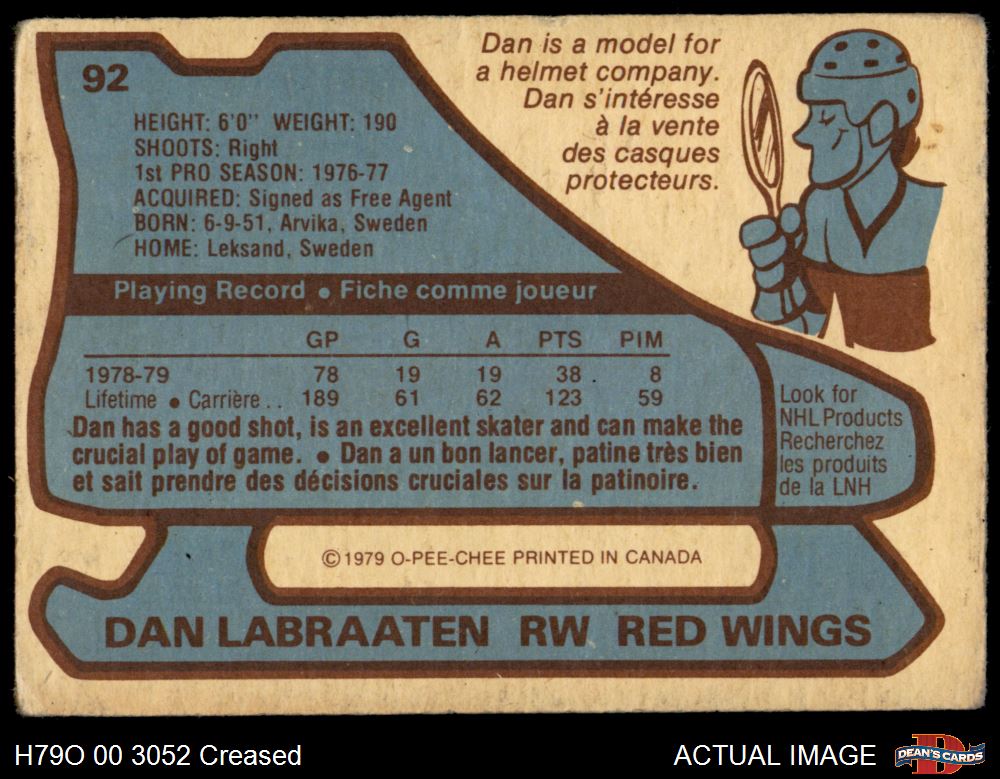 92
HEIGHT: 6'0" WEIGHT: 190
SHOOTS: Right
1st PRO SEASON: 1976-77
ACQUIRED: Signed as Free Agent
BORN: 6-9-51, Arvika, Sweden
HOME: Leksand, Sweden
Dan is a model for
a helmet company.
Dan s'intéresse
à la vente
des casques
protecteurs.
Playing Record • Fiche comme joueur
GP G A PTS PIM
1978-79 78 19 19 38 8
Lifetime • Carrière.. 189 61 62 123 59
Dan has a good shot, is an excellent skater and can make the
crucial play of game. • Dan a un bon lancer, patine très bien
et sait prendre des décisions cruciales sur la patinoire.
Look for
NHL Products
Recherchez
les produits
de la LNH
©1979 O-PEE-CHEE PRINTED IN CANADA
DAN LABRAATEN RW RED WINGS
H79O 00 3052 Creased
ACTUAL IMAGE
DEAN'S CARDS